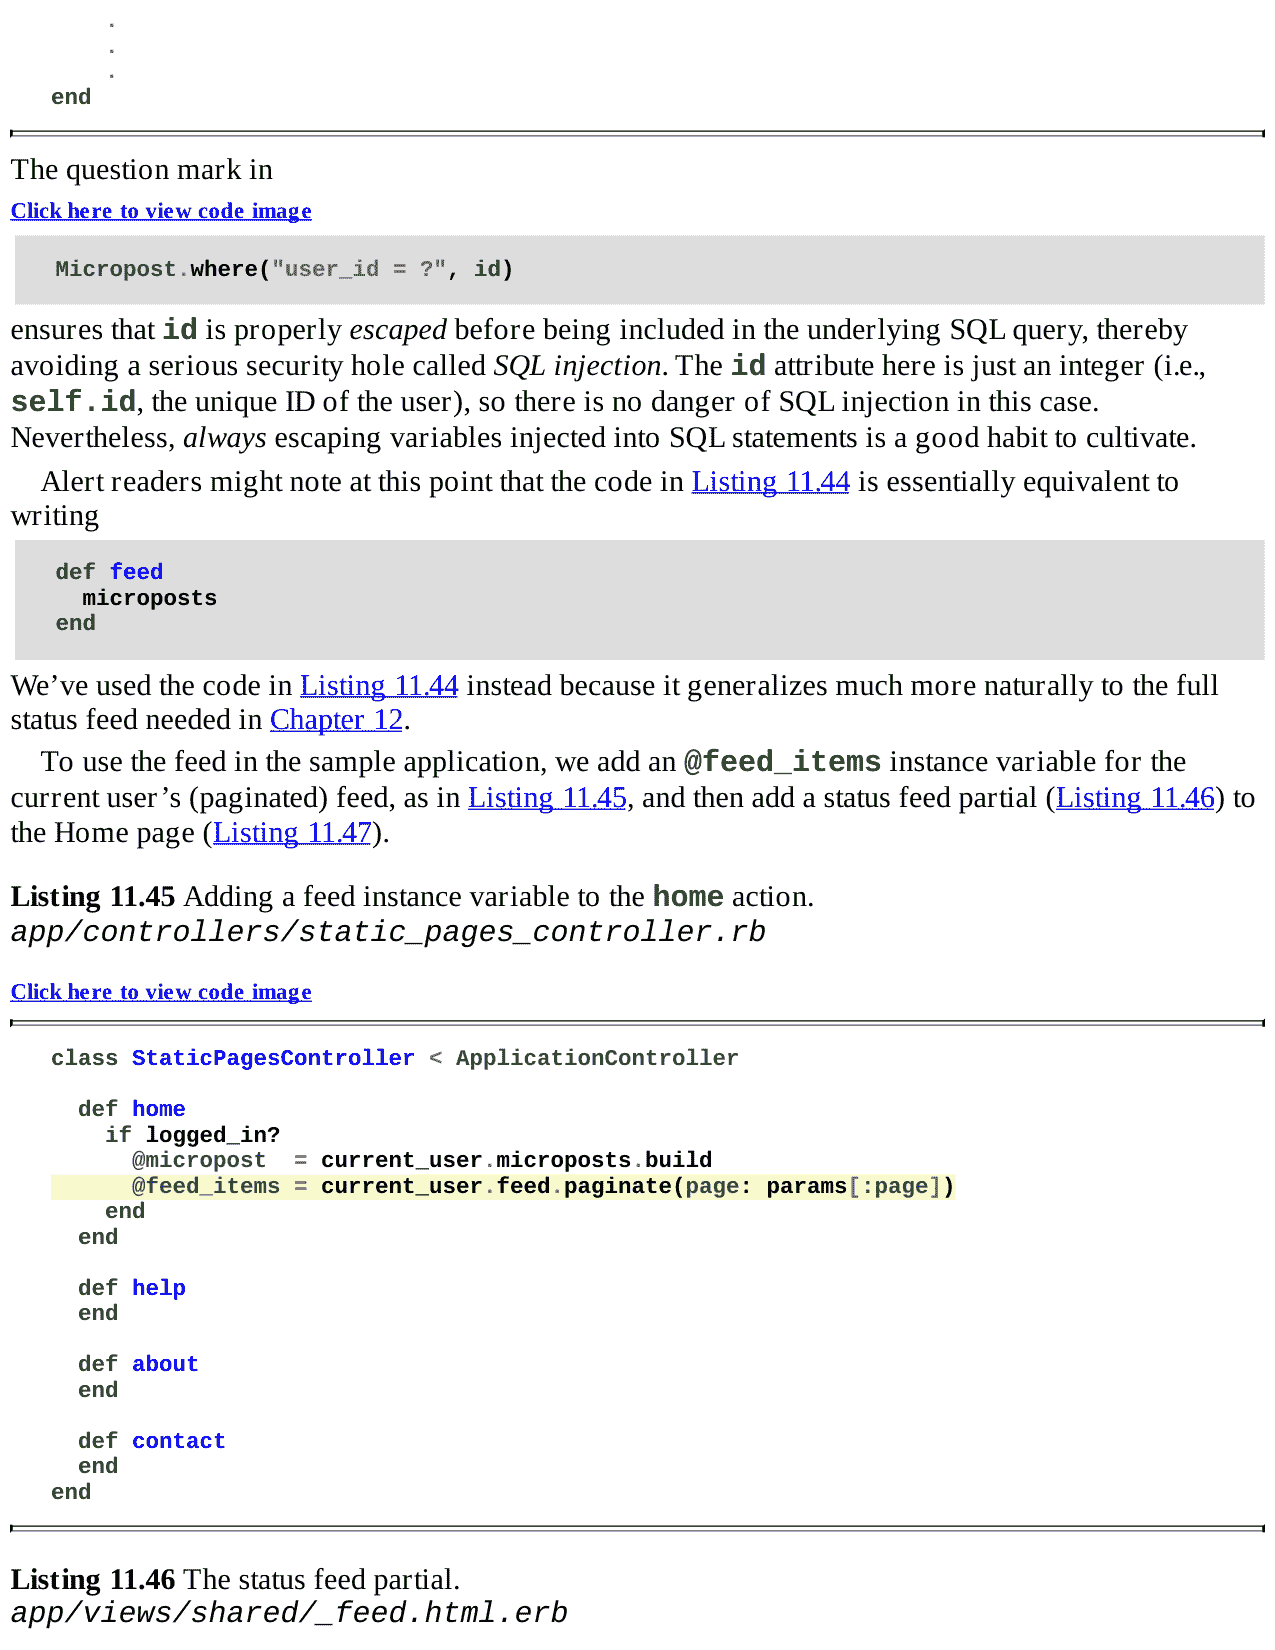 .
.
.
end
The question mark in
Click here to view code image
Micropost.where("user_id = ?", id)
ensures that id is properly escaped before being included in the underlying SQL query, thereby
avoiding a serious security hole called SQL injection. The id attribute here is just an integer (i.e.,
self.id, the unique ID of the user), so there is no danger of SQL injection in this case.
Nevertheless, always escaping variables injected into SQL statements is a good habit to cultivate.
Alert readers might note at this point that the code in Listing 11.44 is essentially equivalent to
writing
def feed
  microposts
end
We’ve used the code in Listing 11.44 instead because it generalizes much more naturally to the full
status feed needed in Chapter 12.
To use the feed in the sample application, we add an @feed_items instance variable for the
current user’s (paginated) feed, as in Listing 11.45, and then add a status feed partial (Listing 11.46) to
the Home page (Listing 11.47).
Listing 11.45 Adding a feed instance variable to the home action.
app/controllers/static_pages_controller.rb
Click here to view code image
class StaticPagesController < ApplicationController
  def home
    if logged_in?
      @micropost  = current_user.microposts.build
      @feed_items = current_user.feed.paginate(page: params[:page])
    end
  end
  def help
  end
  def about
  end
  def contact
  end
end
Listing 11.46 The status feed partial.
app/views/shared/_feed.html.erb